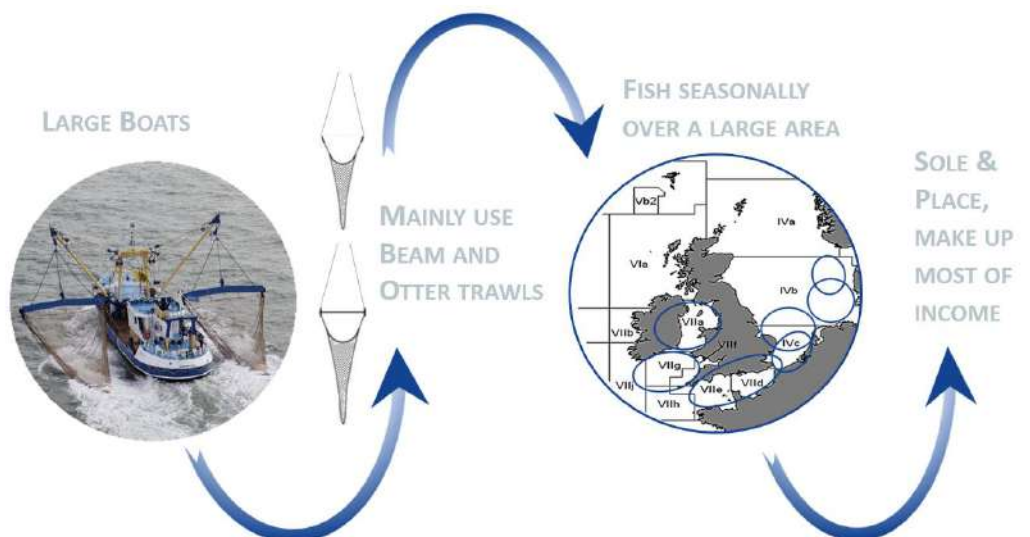 LARGE BOATS
MAINLY USE
BEAM AND
OTTER TRAWLS
FISH SEASONALLY
OVER A LARGE AREA
Vb2
IVa
VIa
IVb
VIIa
VIIb
VIIf
IVc
VIIg
VIIj
VIIe
VIId
VIIh
SOLE &
PLACE,
MAKE UP
MOST OF
INCOME